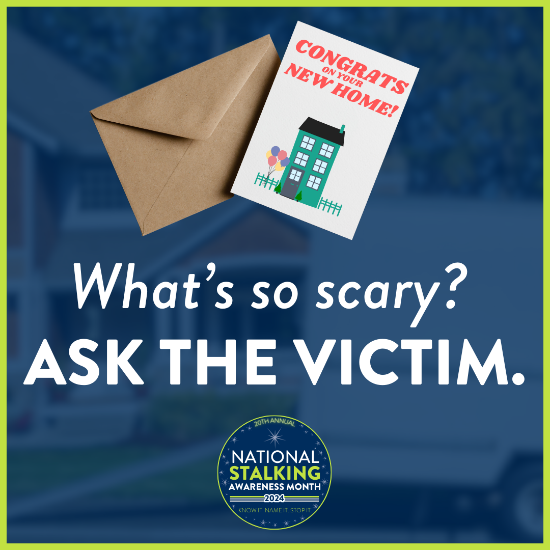 CONGRATS
ON YOUR
NEW HOME!
What's so scary?
ASK THE VICTIM.
20TH ANNUAL
NATIONAL
STALKING
AWARENESS MONTH
2024
KNOW IT. NAME IT. STOP IT.